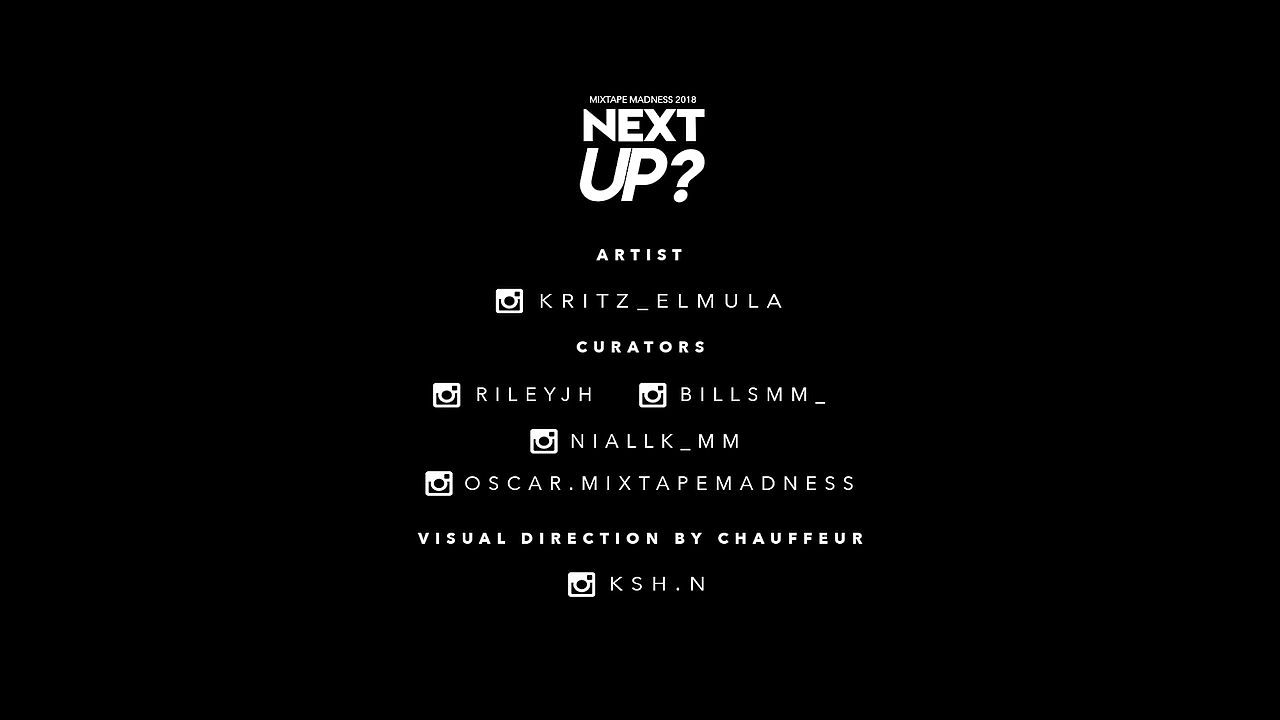 MIXTAPE MADNESS 2018
NEXT
UP?
ARTIST
KRITZ_ELMULA
CURATORS
RILEYJH BILLSMM_
NIALLK_MM
OSCAR.MIXTAPEMADNESS
VISUAL DIRECTION BY CHAUFFEUR
KSH.N